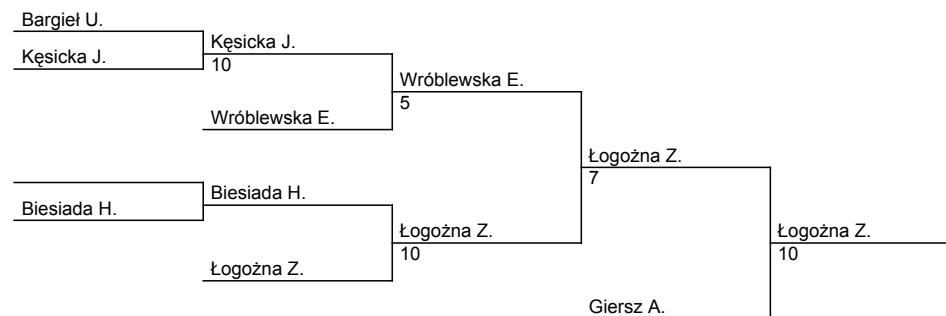 Bargieł U.
Kęsicka J.
Kęsicka J.
10
Wróblewska E.
Wróblewska E.
5
Biesiada H.
Biesiada H.
Łogożna Z.
Łogożna Z.
10
Łogożna Z.
7
Giersz A.
Łogożna Z.
10